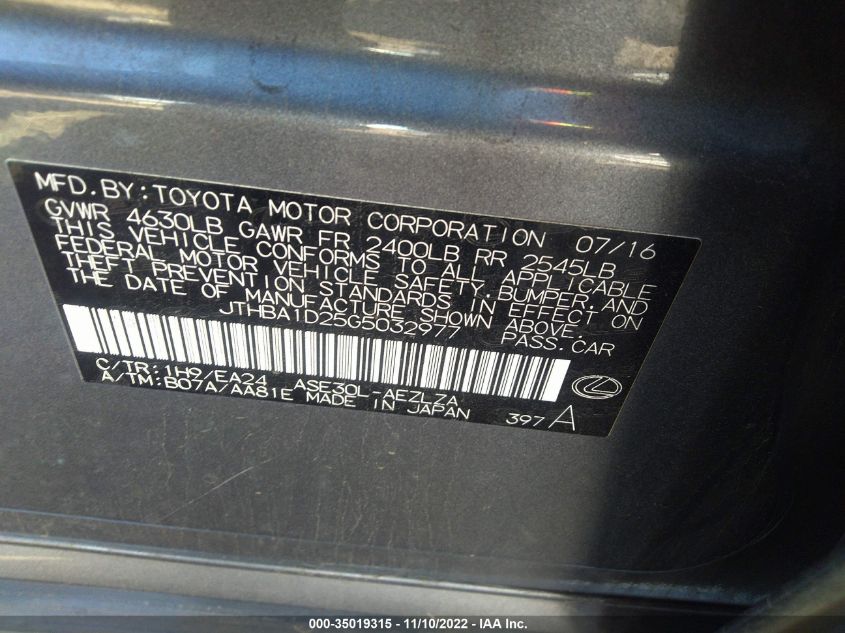 MFD. BY: TOYOTA MOTOR CORPORATION 07/16
GVWR 4630LB GAWR FR 2400LB RR 2545LB
THIS VEHICLE CONFORMS TO ALL APPLICABLE
FEDERAL MOTOR VEHICLE SAFETY, BUMPER, AND
THEFT PREVENTION STANDARDS IN EFFECT ON
THE DATE OF MANUFACTURE SHOWN ABOVE.
JTHBA1D25G5032977 PASS. CAR
C/TR: 1H9/EA24 ASE30L-AEZLZA
A/TM: B07A/AA81E MADE IN JAPAN 397 A
000-35019315 - 11/10/2022 - IAA Inc.